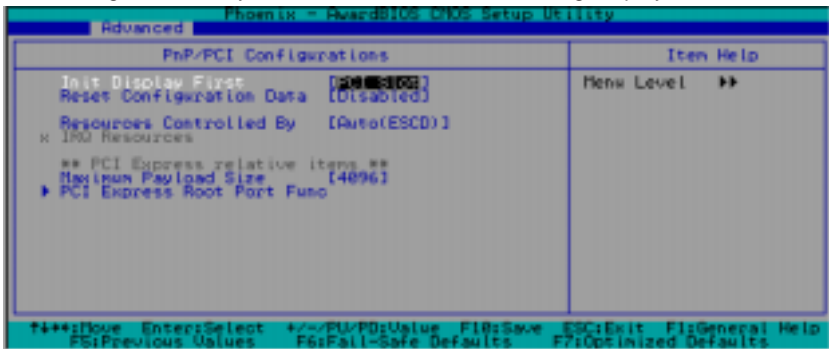 Phoenix - AwardBIOS CMOS Setup Utility
Advanced
PnP/PCI Configurations
Item Help
Init Display First [PCI Slot]
Menu Level ▶▶
Reset Configuration Data [Disabled]
Resources Controlled By [Auto(ESCD)]
x IRQ Resources
** PCI Express relative items **
Maximum Payload Size [4096]
▶ PCI Express Root Port Func
:Move Enter:Select +/-/PU/PD:Value F10:Save ESC:Exit F1:General Help
F5:Previous Values F6:Fail-Safe Defaults F7:Optimized Defaults